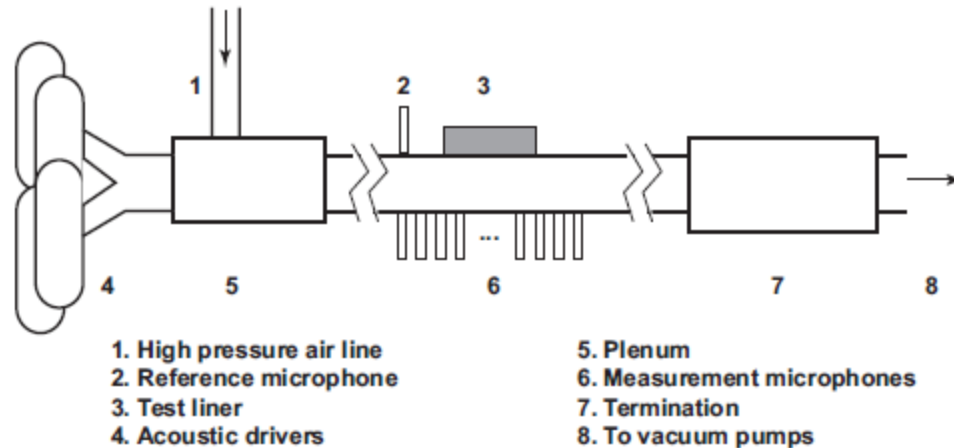 1
2
3
...
4
5
6
7
8
1. High pressure air line
2. Reference microphone
3. Test liner
4. Acoustic drivers
5. Plenum
6. Measurement microphones
7. Termination
8. To vacuum pumps